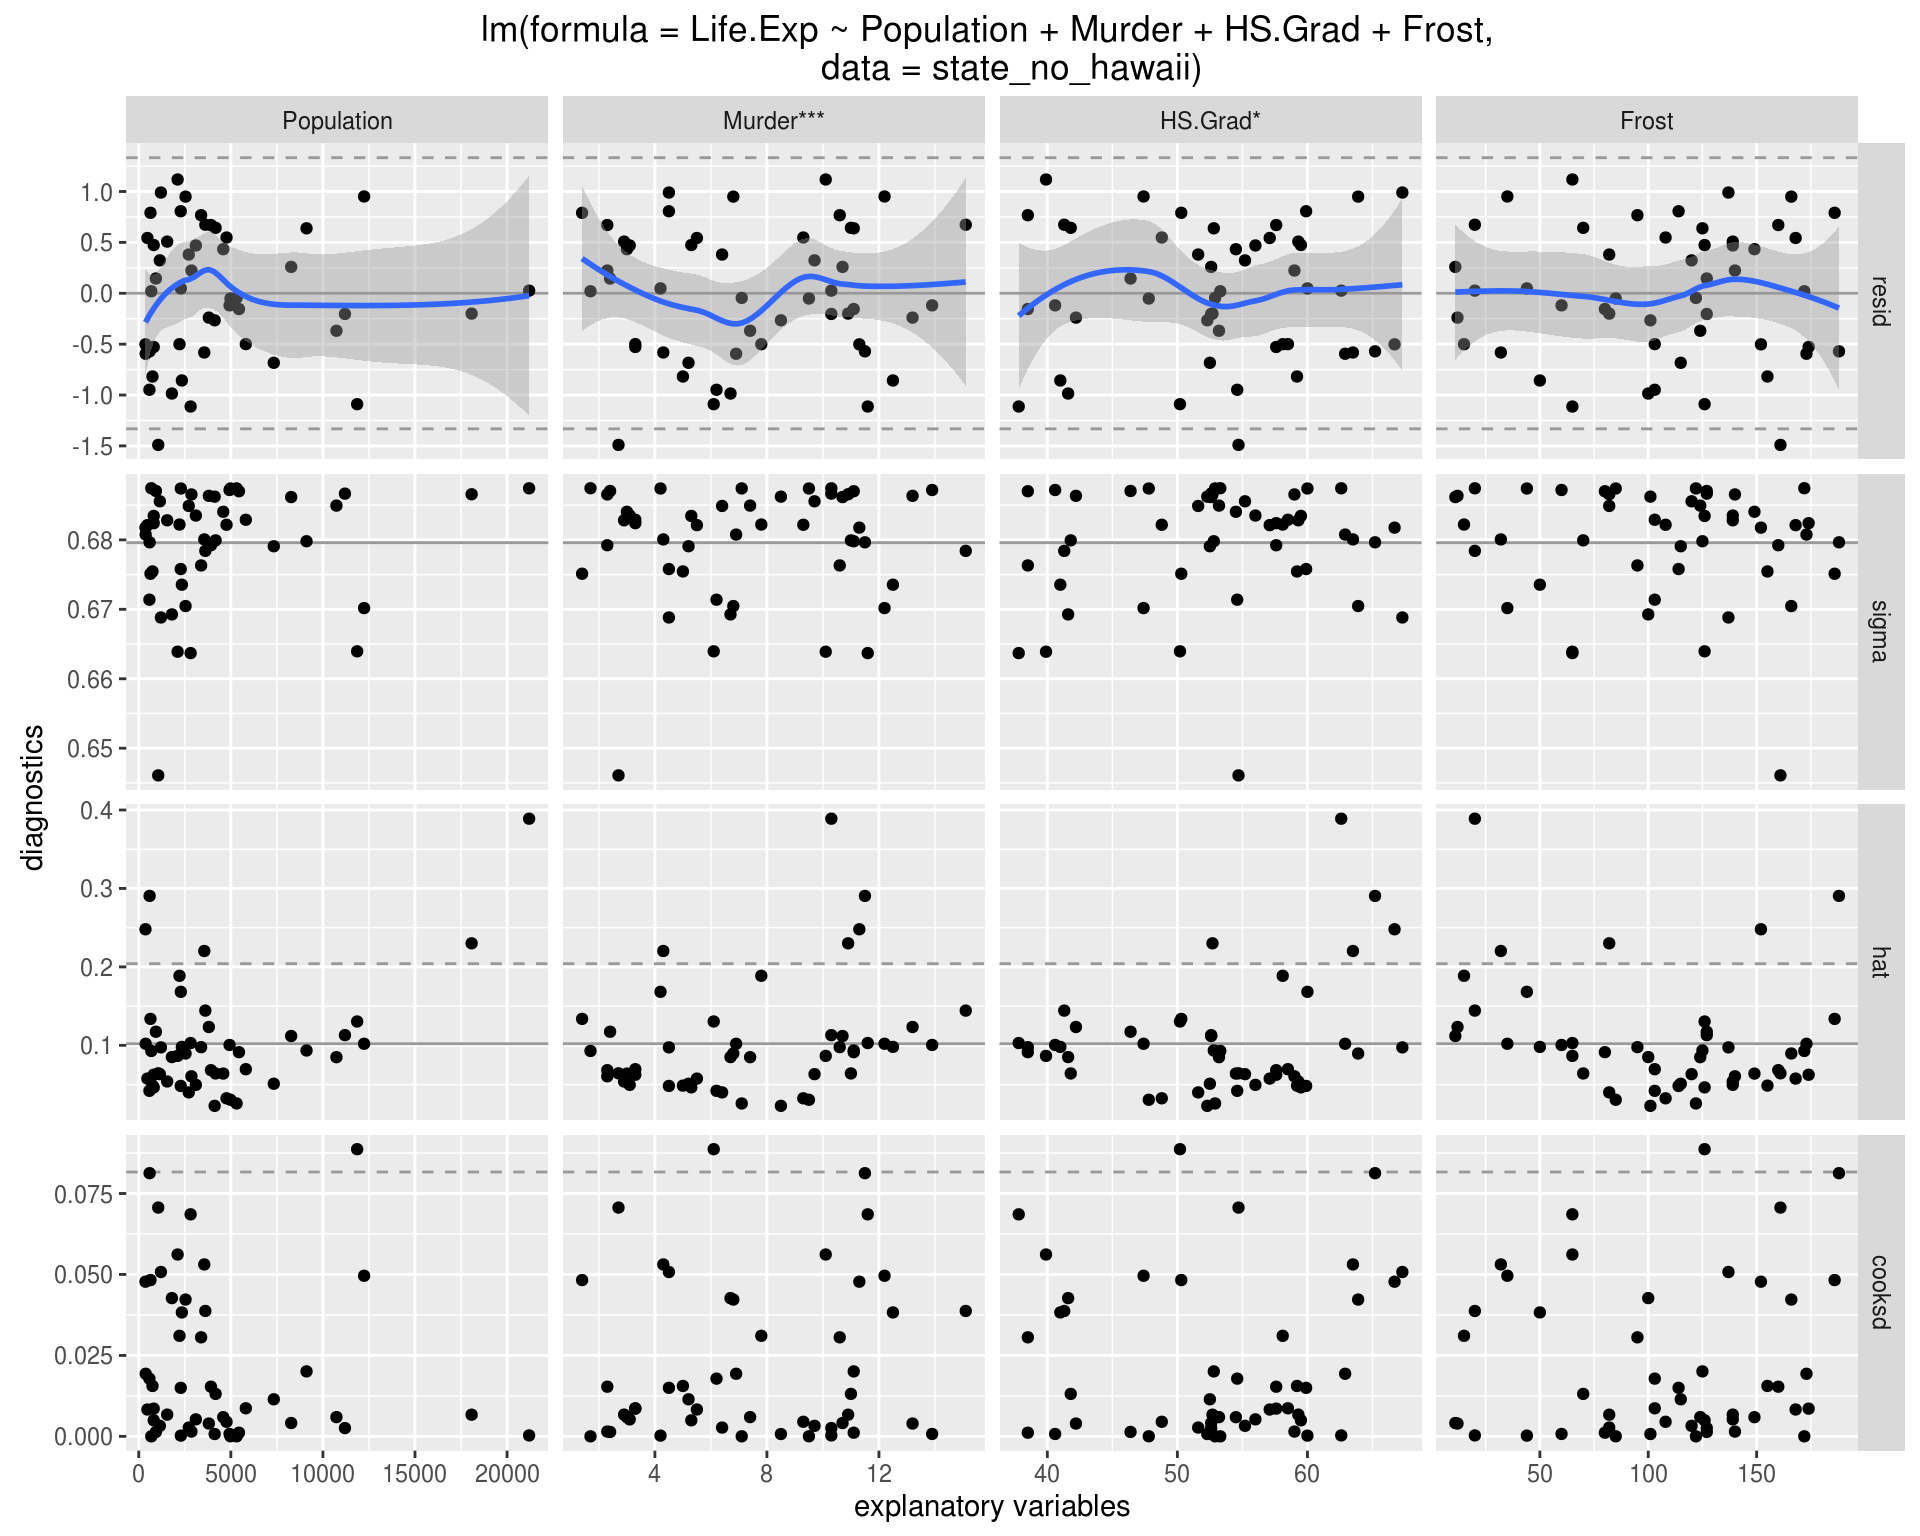 lm(formula = Life.Exp ~ Population + Murder + HS.Grad + Frost,
data = state_no_hawaii)
Population
Murder***
HS.Grad*
Frost
1.0
0.5
0.0
-0.5
-1.0
-1.5
resid
0.68
0.67
0.66
0.65
sigma
0.4
0.3
0.2
0.1
hat
0.075
0.050
0.025
0.000
cooksd
diagnostics
0 5000 10000 15000 20000
4 8 12
40 50 60
50 100 150
explanatory variables